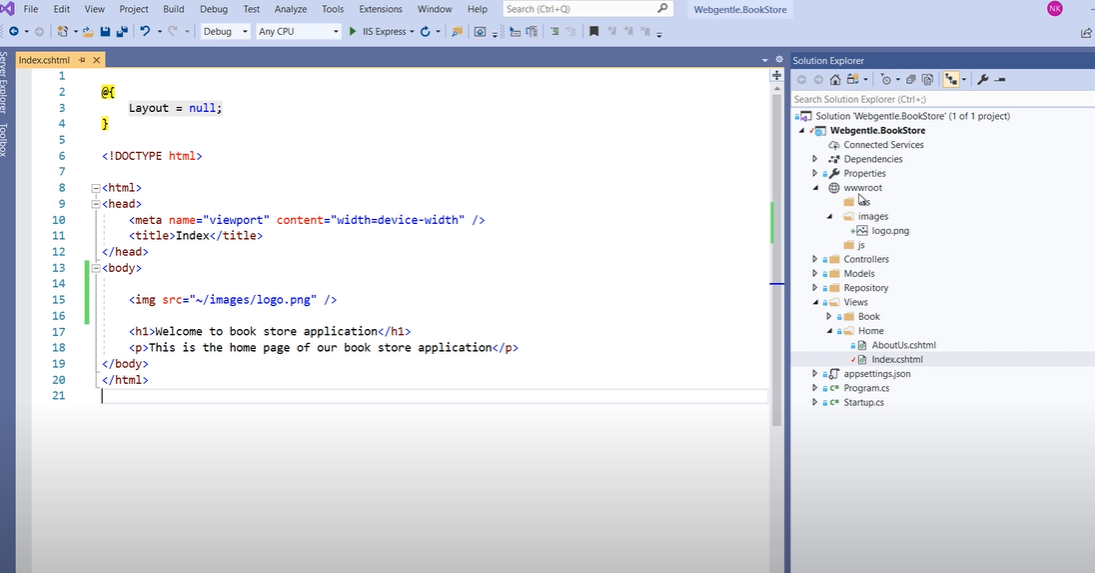 File Edit View Project Build Debug Test Analyze Tools Extensions Window Help Search (Ctrl+Q) Webgentle.BookStore NK
Debug Any CPU IIS Express
Server Explorer
Toolbox
Index.cshtml
1
2 @{
3 Layout = null;
4 }
5
6 <!DOCTYPE html>
7
8 <html>
9 <head>
10 <meta name="viewport" content="width=device-width" />
11 <title>Index</title>
12 </head>
13 <body>
14
15 <img src="~/images/logo.png" />
16
17 <h1>Welcome to book store application</h1>
18 <p>This is the home page of our book store application</p>
19 </body>
20 </html>
21
Solution Explorer
Search Solution Explorer (Ctrl+;)
Solution 'Webgentle.BookStore' (1 of 1 project)
Webgentle.BookStore
Connected Services
Dependencies
Properties
wwwroot
images
logo.png
js
Controllers
Models
Repository
Views
Book
Home
AboutUs.cshtml
Index.cshtml
appsettings.json
C# Program.cs
C# Startup.cs